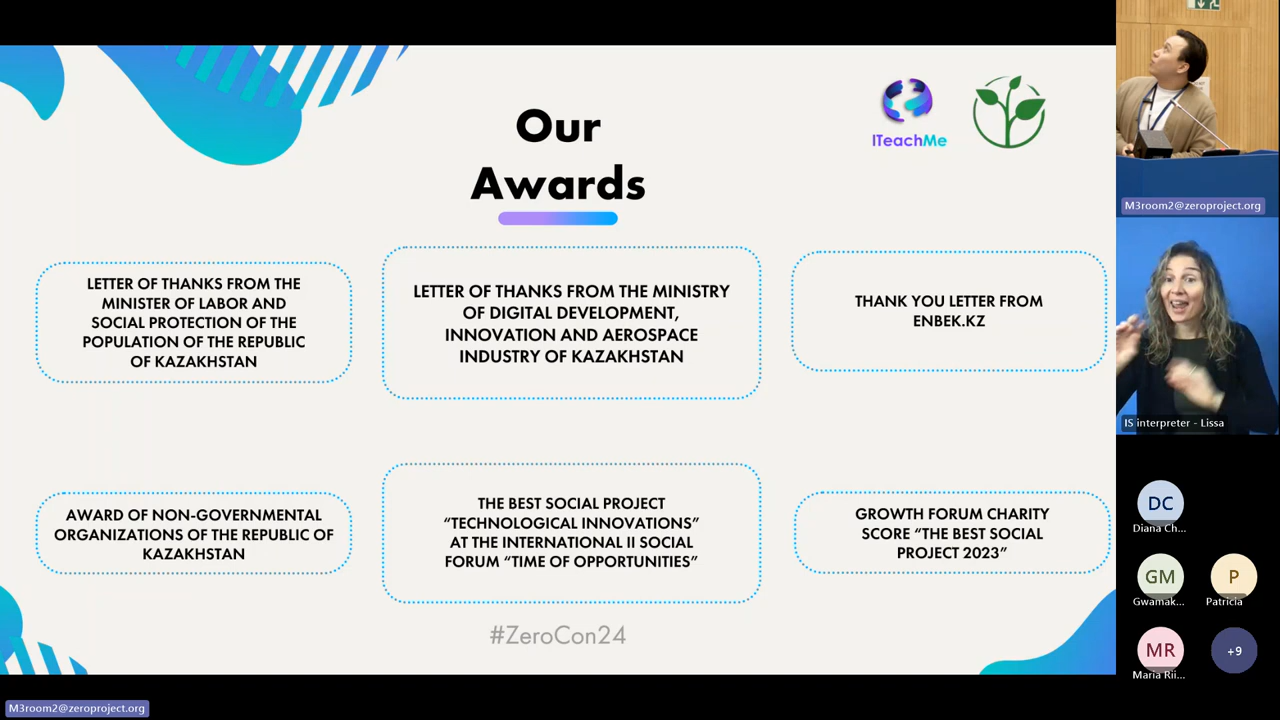 Our
Awards
ITeachMe
LETTER OF THANKS FROM THE
MINISTER OF LABOR AND
SOCIAL PROTECTION OF THE
POPULATION OF THE REPUBLIC
OF KAZAKHSTAN
LETTER OF THANKS FROM THE MINISTRY
OF DIGITAL DEVELOPMENT,
INNOVATION AND AEROSPACE
INDUSTRY OF KAZAKHSTAN
THANK YOU LETTER FROM
ENBEK.KZ
AWARD OF NON-GOVERNMENTAL
ORGANIZATIONS OF THE REPUBLIC OF
KAZAKHSTAN
THE BEST SOCIAL PROJECT
“TECHNOLOGICAL INNOVATIONS”
AT THE INTERNATIONAL II SOCIAL
FORUM “TIME OF OPPORTUNITIES”
GROWTH FORUM CHARITY
SCORE “THE BEST SOCIAL
PROJECT 2023”
#ZeroCon24
M3room2@zeroproject.org
M3room2@zeroproject.org
IS interpreter - Lissa
DC
Diana Ch...
GM
Gwamak...
P
Patricia
MR
Maria Rii...
+9